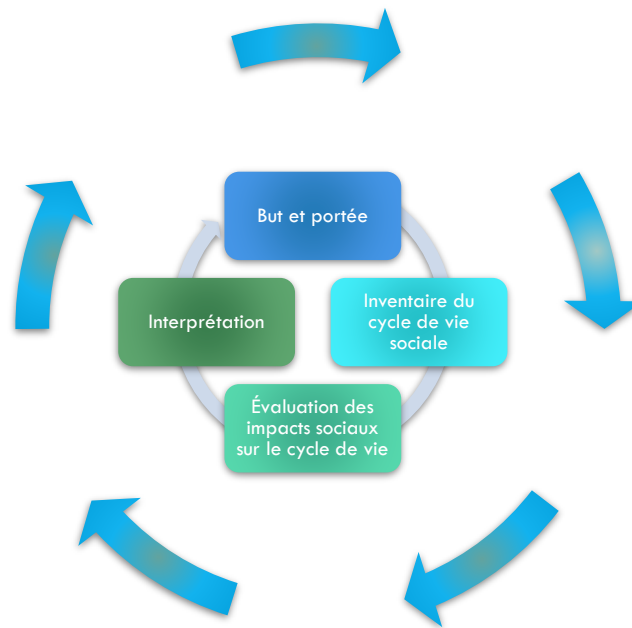 But et portée
Interprétation
Inventaire du
cycle de vie
sociale
Évaluation des
impacts sociaux
sur le cycle de vie